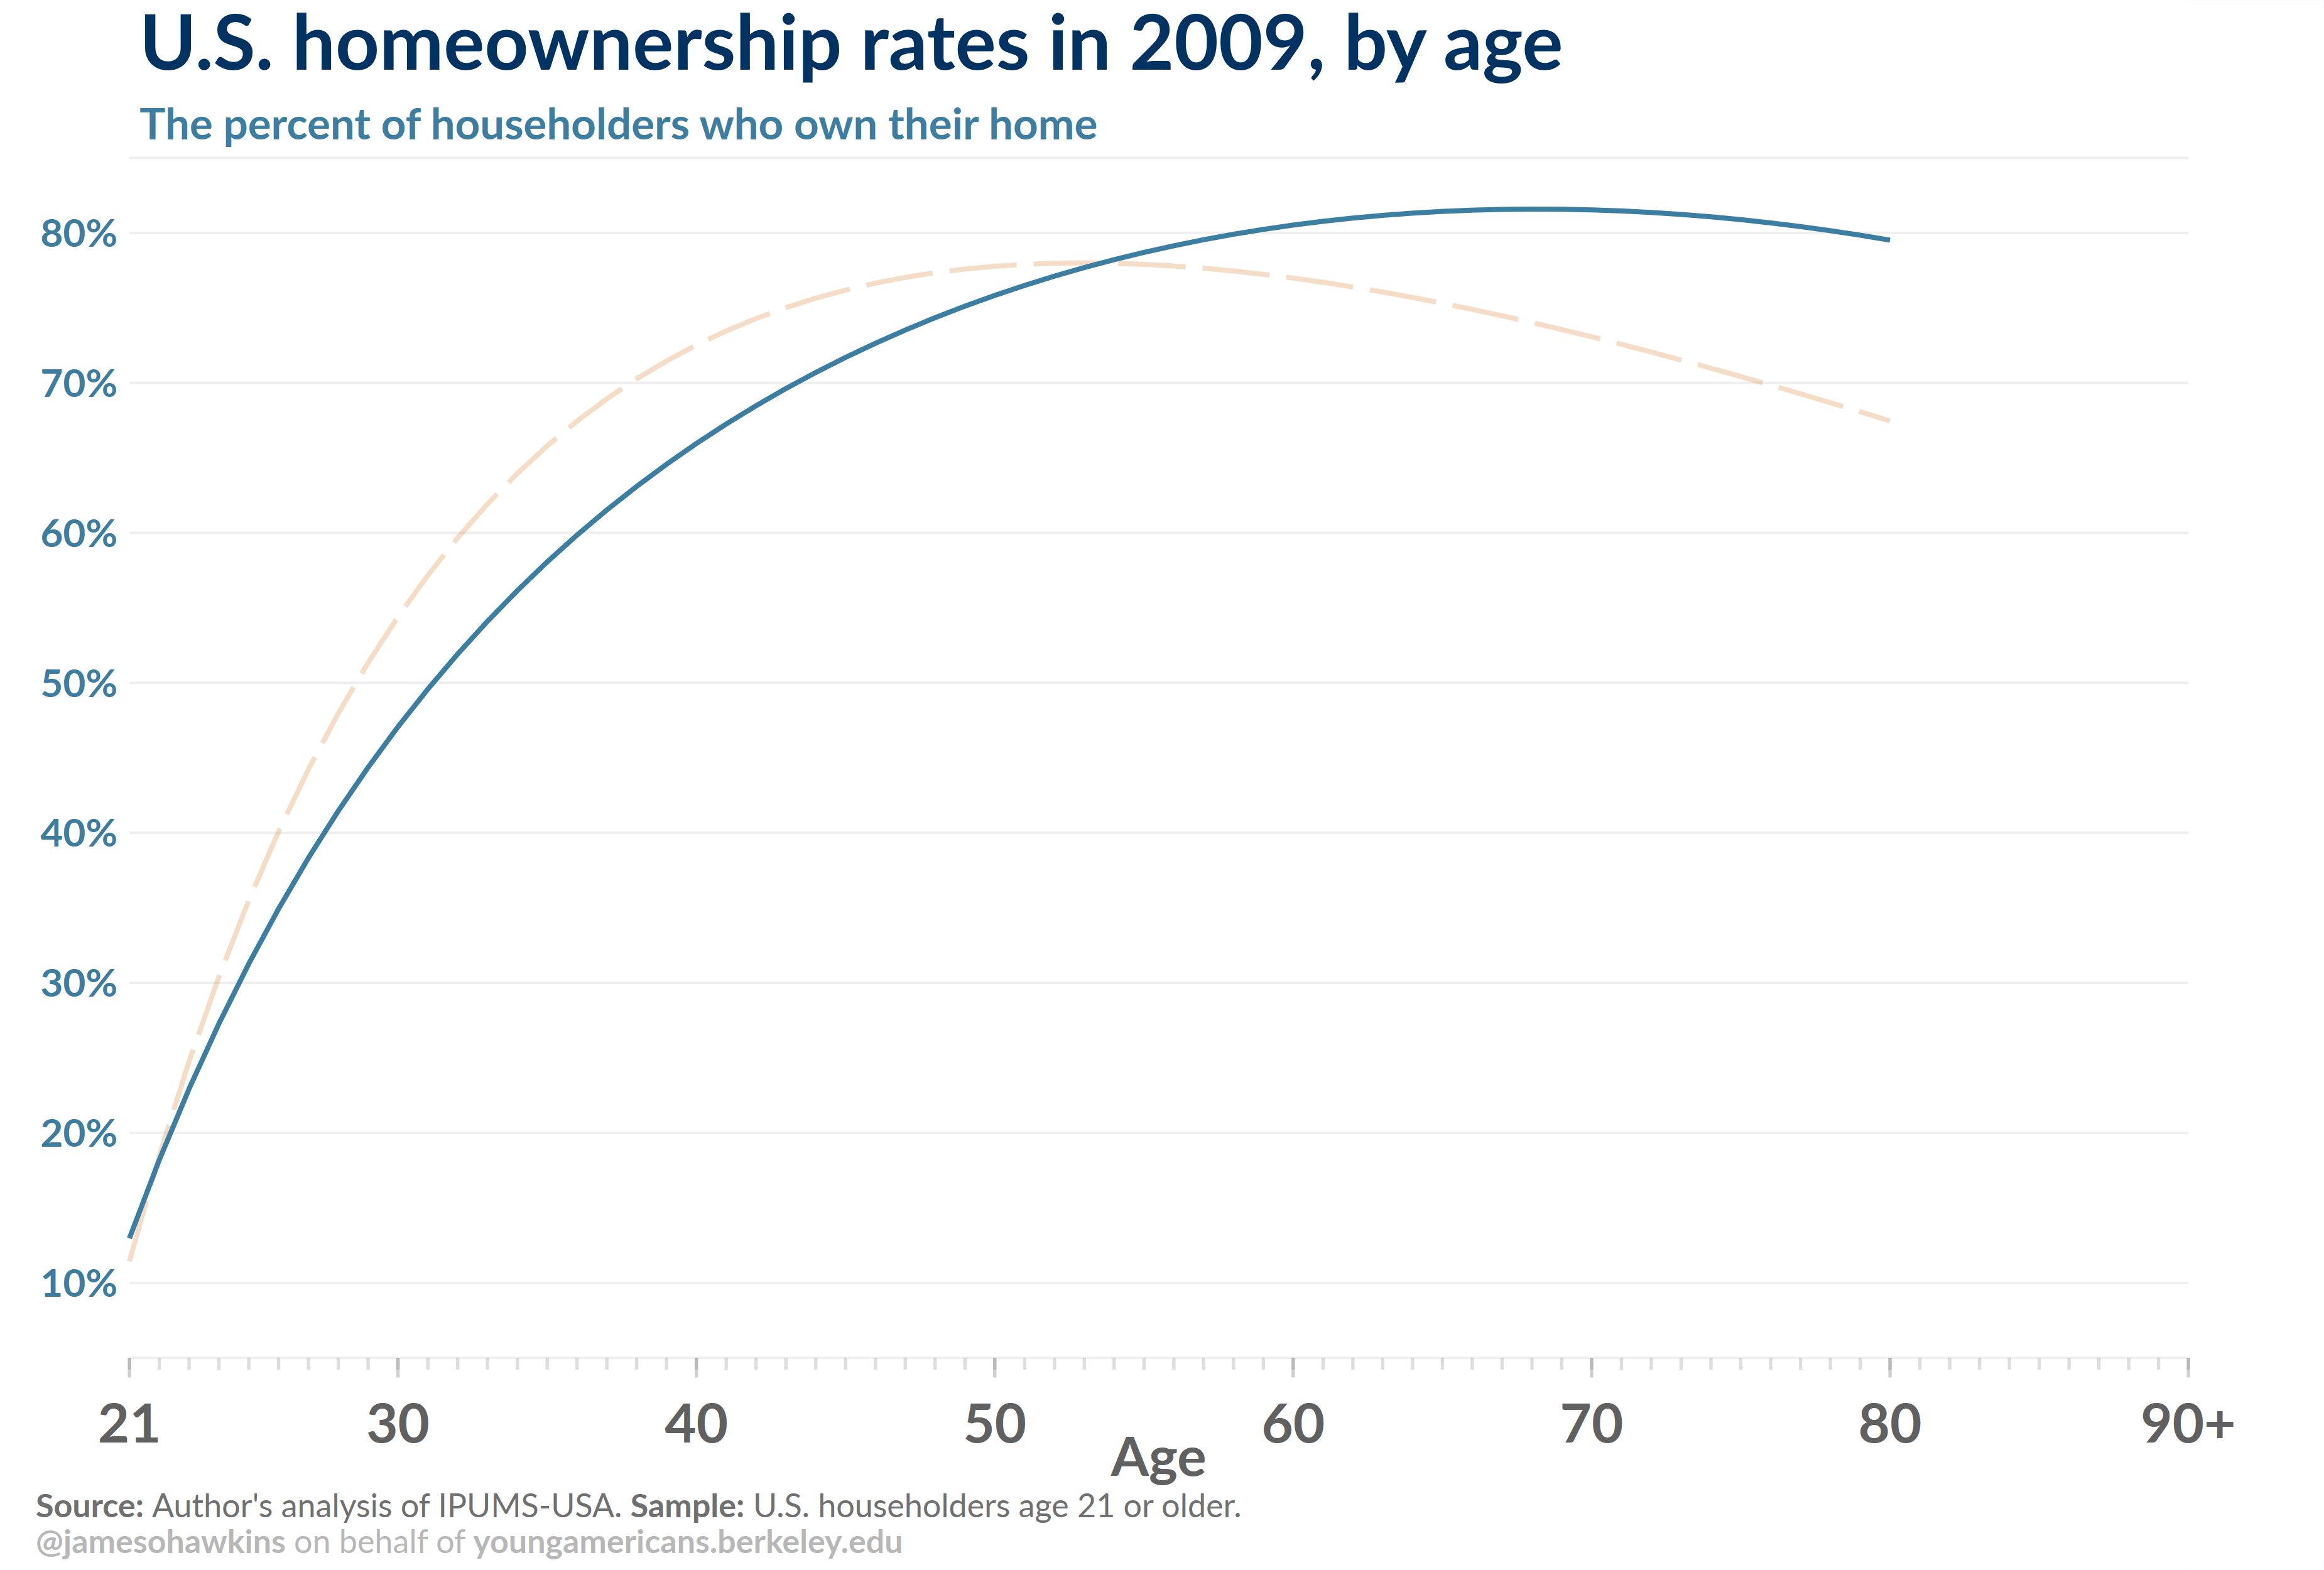 U.S. homeownership rates in 2009, by age
The percent of householders who own their home
80%
70%
60%
50%
40%
30%
20%
10%
21 30 40 50 60 70 80 90+
Age
Source: Author's analysis of IPUMS-USA. Sample: U.S. householders age 21 or older.
@jamesohawkins on behalf of youngamericans.berkeley.edu